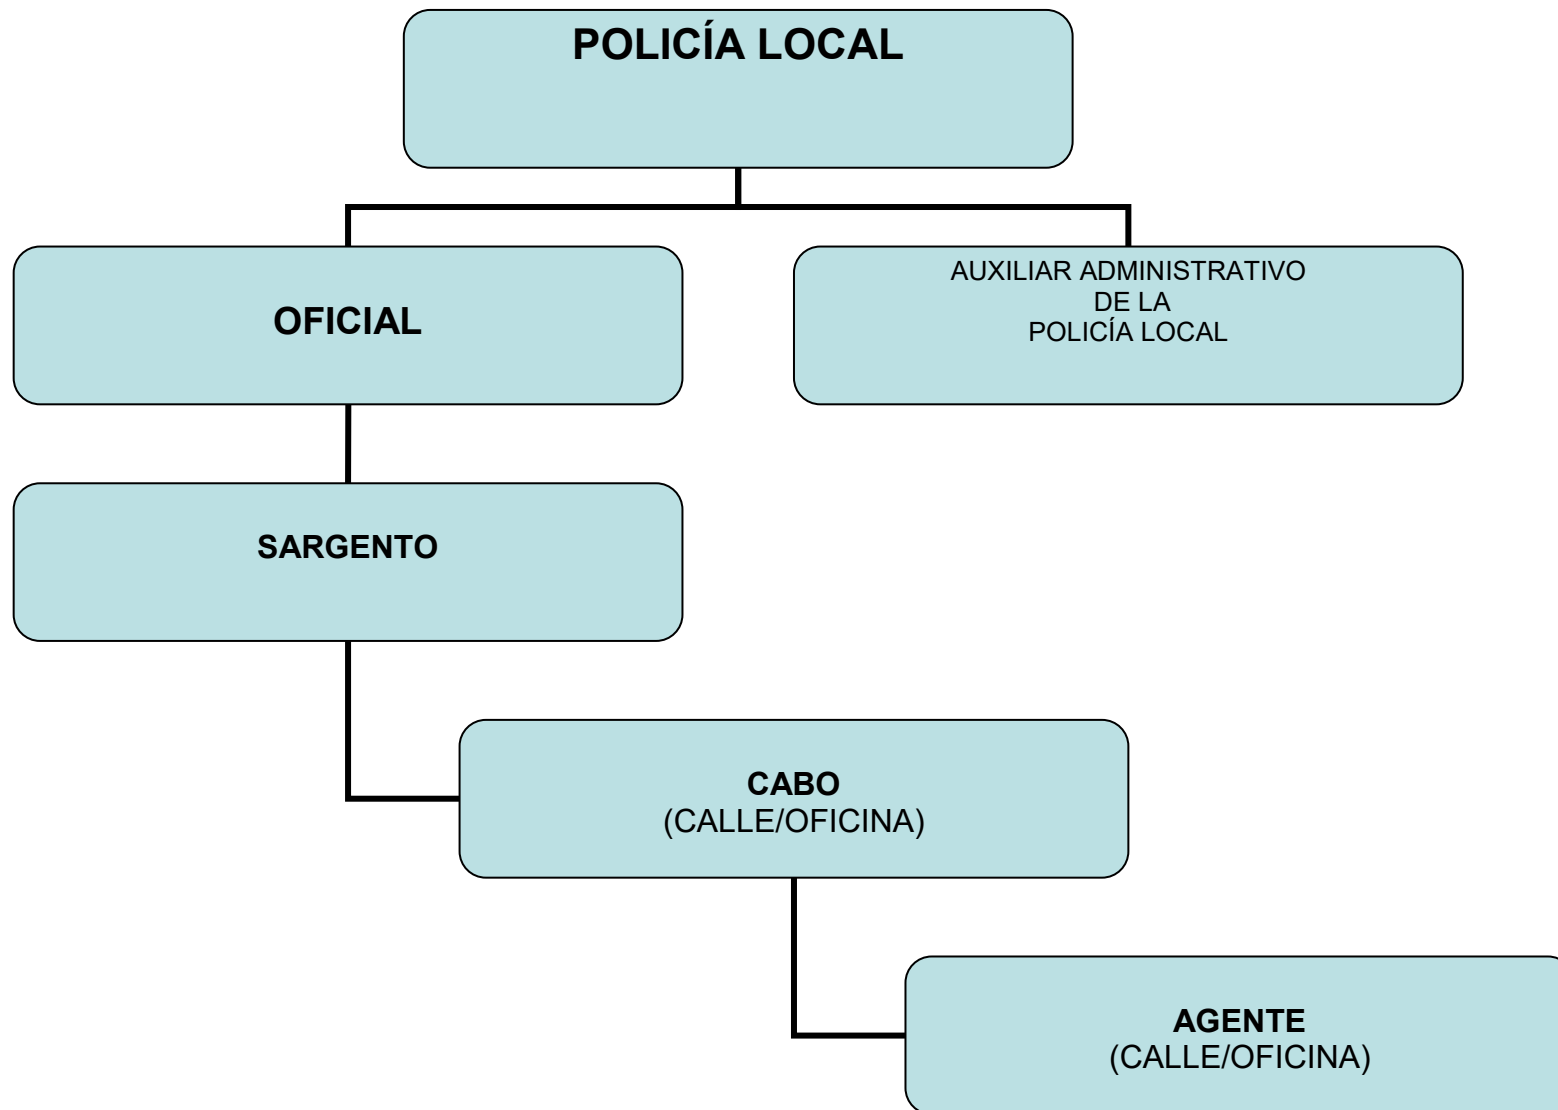 POLICÍA LOCAL
OFICIAL
AUXILIAR ADMINISTRATIVO
DE LA
POLICÍA LOCAL
SARGENTO
CABO
(CALLE/OFICINA)
AGENTE
(CALLE/OFICINA)